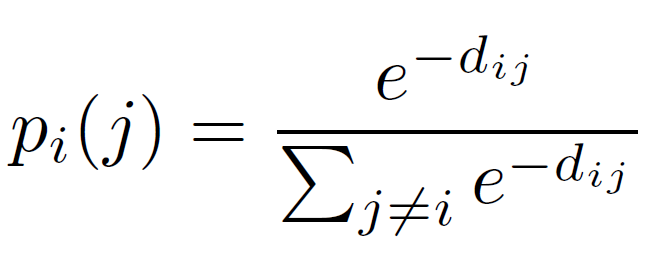 p_i(j) = \frac{e^{-d_{ij}}}{\sum_{j \neq i} e^{-d_{ij}}}